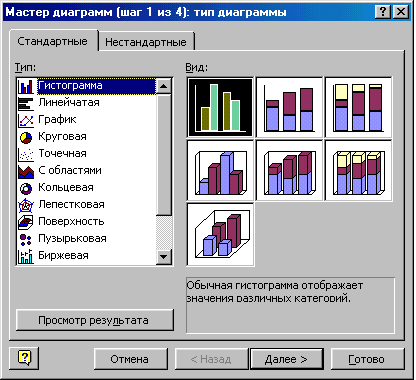 Мастер диаграмм (шаг 1 из 4): тип диаграммы
Стандартные
Нестандартные
Тип:
Вид:
Гистограмма
Линейчатая
График
Круговая
Точечная
С областями
Кольцевая
Лепестковая
Поверхность
Пузырьковая
Биржевая
Обычная гистограмма отображает
значения различных категорий.
Просмотр результата
?
Отмена
< Назад
Далее >
Готово